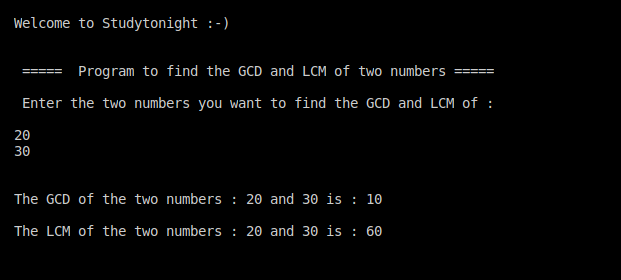 Welcome to Studytonight :-)
=====  Program to find the GCD and LCM of two numbers =====
Enter the two numbers you want to find the GCD and LCM of :
20
30
The GCD of the two numbers : 20 and 30 is : 10
The LCM of the two numbers : 20 and 30 is : 60